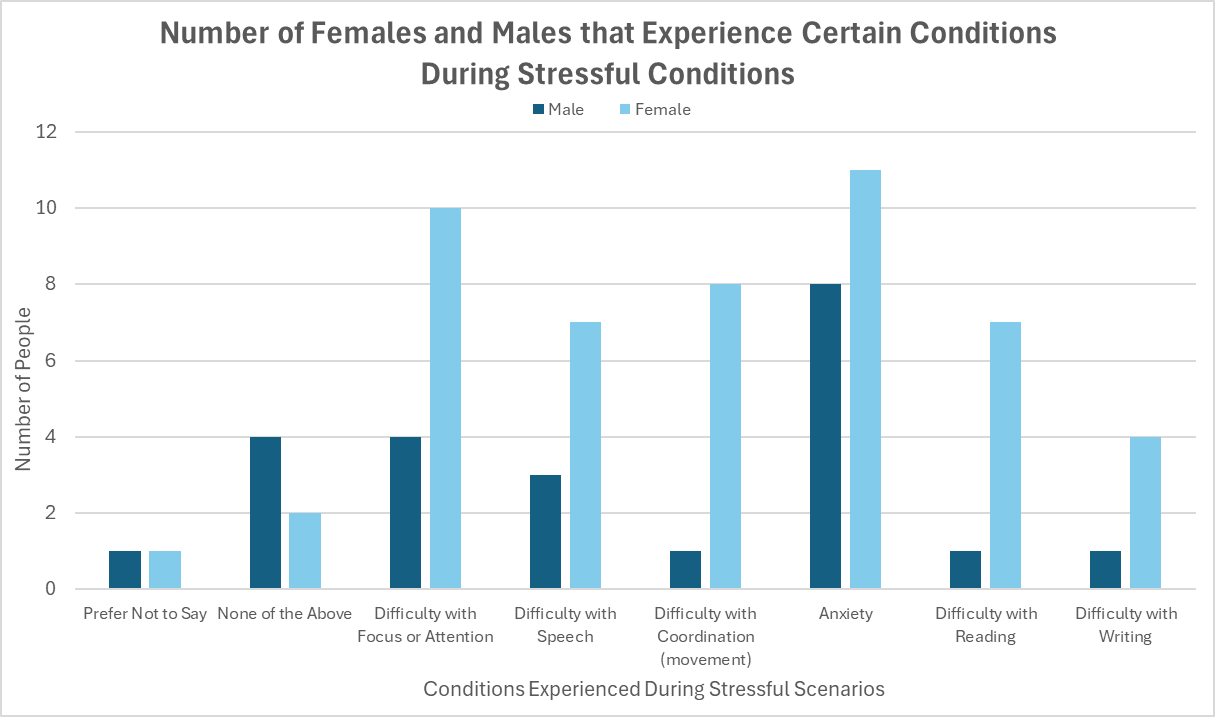 Number of Females and Males that Experience Certain Conditions
During Stressful Conditions
Male Female
12
10
8
6
4
2
0
Number of People
Prefer Not to Say
None of the Above
Difficulty with
Focus or Attention
Difficulty with
Speech
Difficulty with
Coordination
(movement)
Anxiety
Difficulty with
Reading
Difficulty with
Writing
Conditions Experienced During Stressful Scenarios